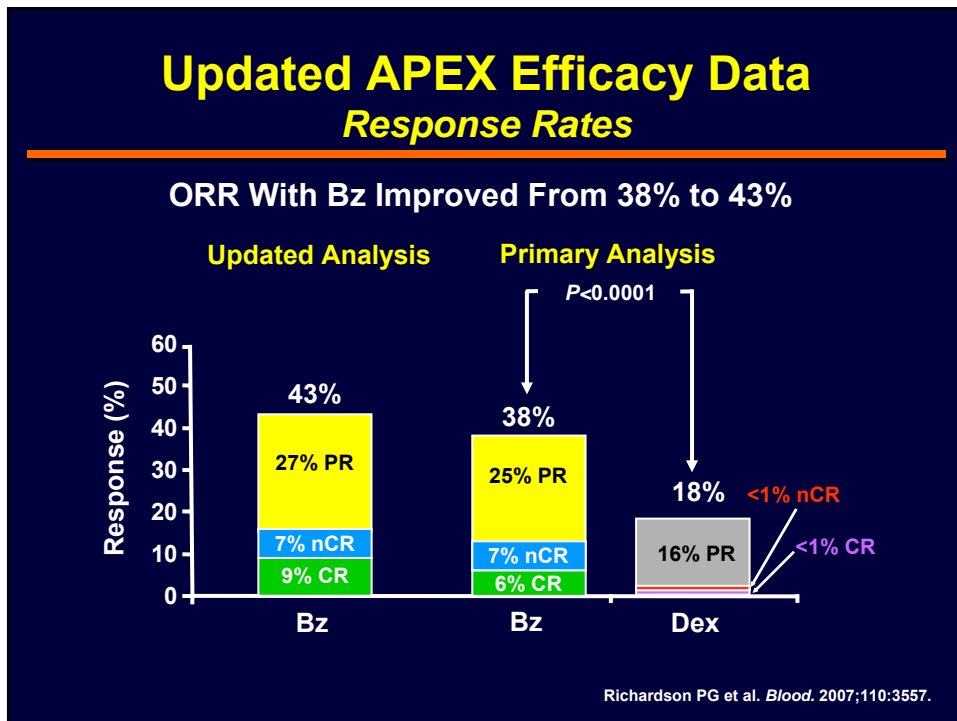 Updated APEX Efficacy Data
Response Rates
ORR With Bz Improved From 38% to 43%
Updated Analysis
Primary Analysis
P<0.0001
Response (%)
60
50
40
30
20
10
0
43%
27% PR
7% nCR
9% CR
Bz
38%
25% PR
7% nCR
6% CR
Bz
18%
16% PR
<1% nCR
<1% CR
Dex
Richardson PG et al. Blood. 2007;110:3557.